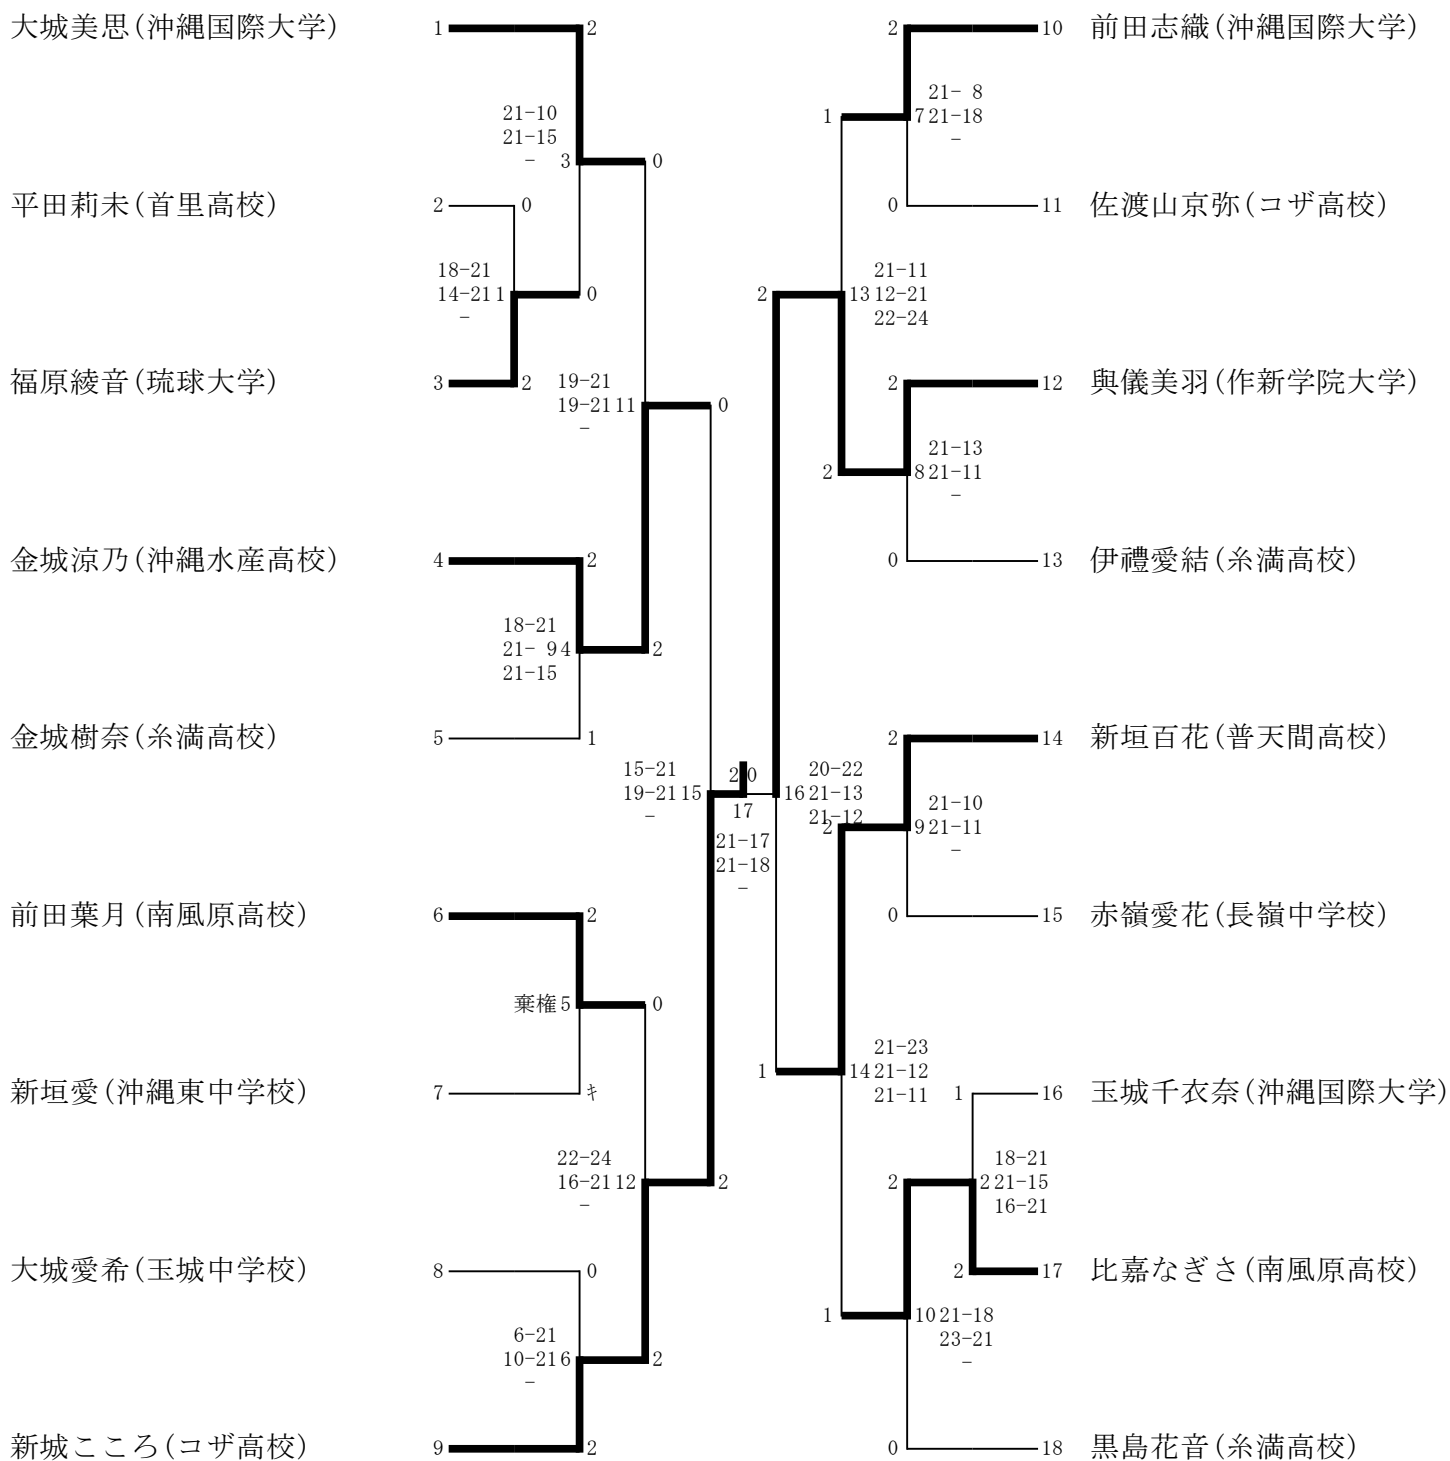 大城美思(沖縄国際大学) 1 2 2 10 前田志織(沖縄国際大学)
21-10
21-15
- 3 0
1 7 21- 8
21-18
-
平田莉未(首里高校) 2 0 0 11 佐渡山京弥(コザ高校)
18-21
14-21 1 0
-
2 13 21-11
12-21
22-24
福原綾音(琉球大学) 3 2 2 12 與儀美羽(作新学院大学)
19-21
19-21 11 0
-
2 8 21-13
21-11
-
金城涼乃(沖縄水産高校) 4 2 0 13 伊禮愛結(糸満高校)
18-21
21- 9 4 2
21-15
金城樹奈(糸満高校) 5 1 2 14 新垣百花(普天間高校)
15-21
19-21 15
-
2 0
17
21-17
21-18
-
16 20-22
21-13
21-12
2 9 21-10
21-11
-
前田葉月(南風原高校) 6 2 0 15 赤嶺愛花(長嶺中学校)
棄権 5 0
1 14 21-23
21-12
21-11
新垣愛(沖縄東中学校) 7 キ 1 16 玉城千衣奈(沖縄国際大学)
22-24
16-21 12 2
-
2 2 18-21
21-15
16-21
大城愛希(玉城中学校) 8 0 2 17 比嘉なぎさ(南風原高校)
6-21
10-21 6 2
-
1 10 21-18
23-21
-
新城こころ(コザ高校) 9 2 0 18 黒島花音(糸満高校)